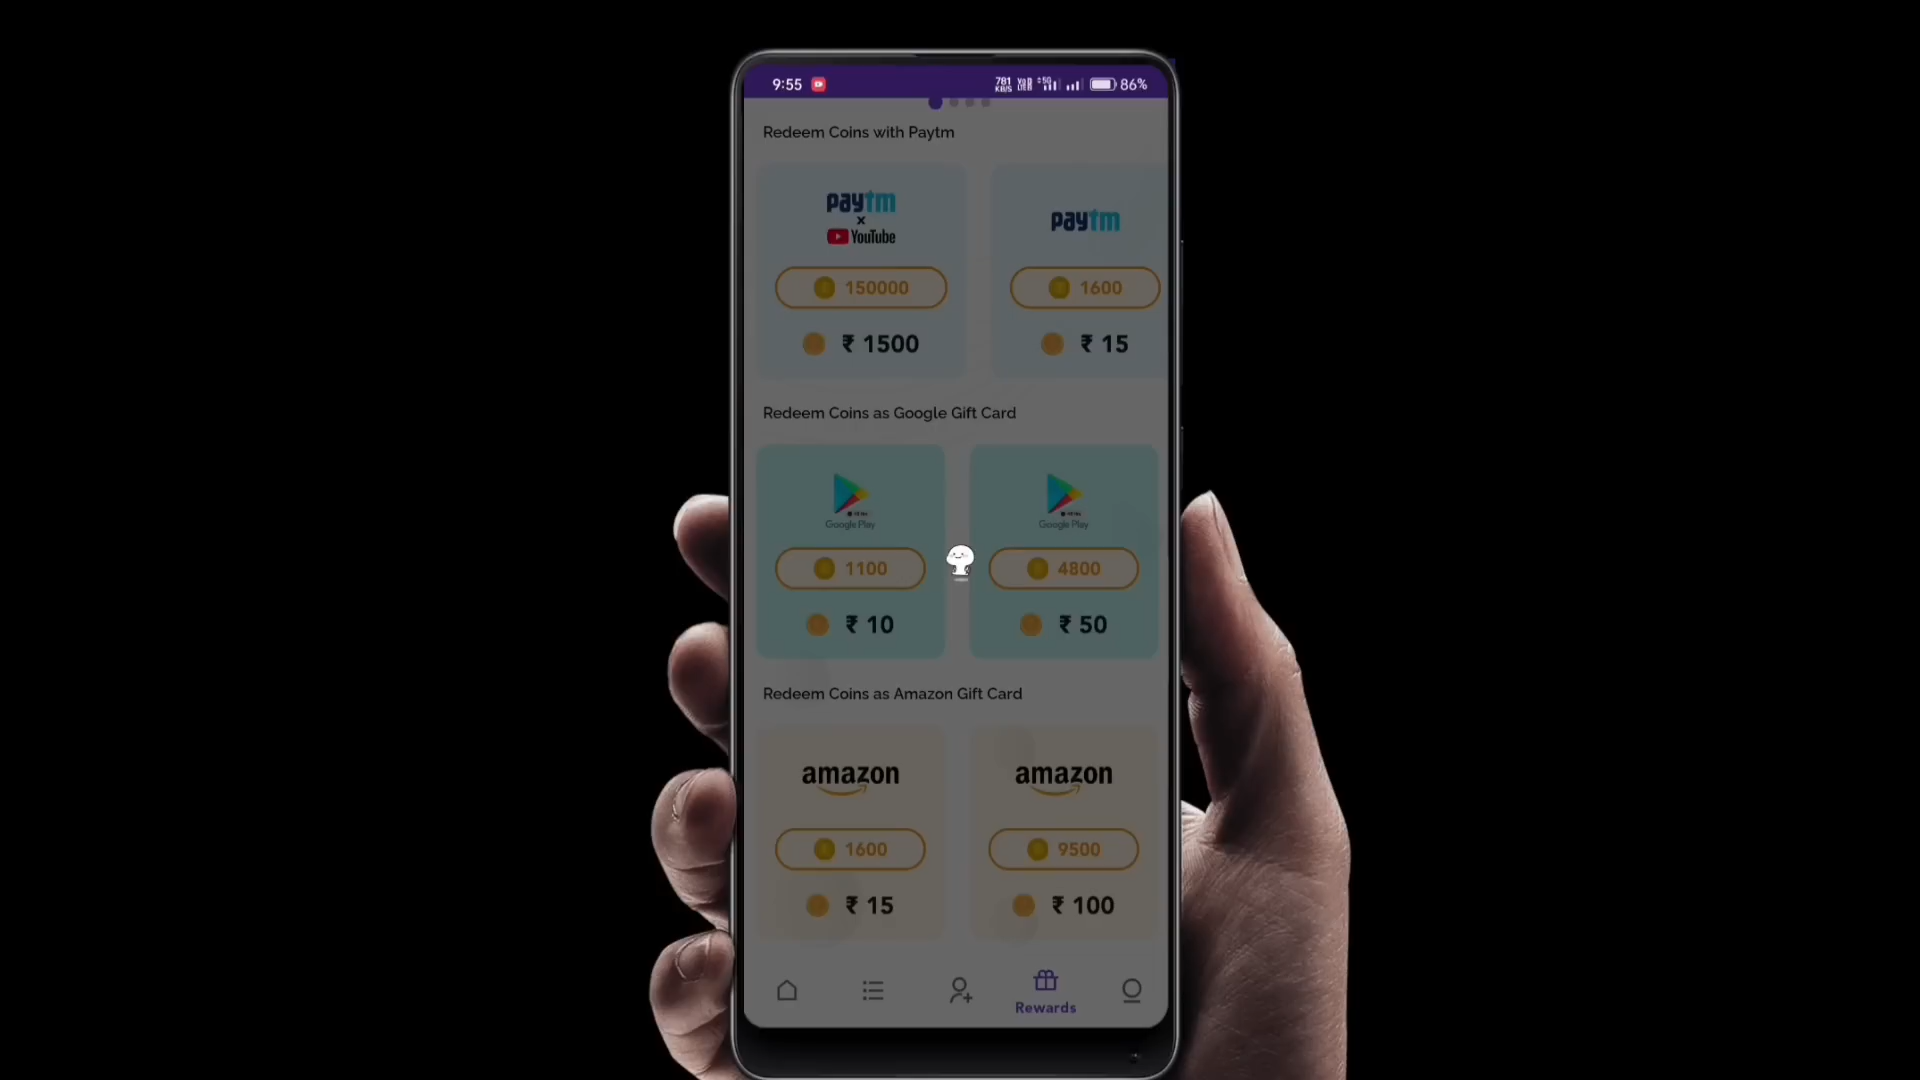 9:55 781 KB/S 5G 86%
Redeem Coins with Paytm
paytm
x
YouTube
paytm
150000
1600
₹ 1500
₹ 15
Redeem Coins as Google Gift Card
Google Play
Google Play
1100
4800
₹ 10
₹ 50
Redeem Coins as Amazon Gift Card
amazon
amazon
1600
9500
₹ 15
₹ 100
Rewards